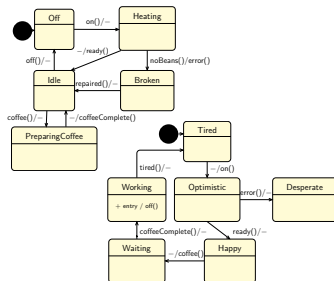 Off
on()/−
Heating
off()/−
−/ready()
noBeans()/error()
Idle
repaired()/−
Broken
coffee()/−
−/coffeeComplete()
PreparingCoffee
Tired
tired()/−
−/on()
Working
+ entry / off()
Optimistic
error()/−
Desperate
coffeeComplete()/−
ready()/−
Waiting
−/coffee()
Happy